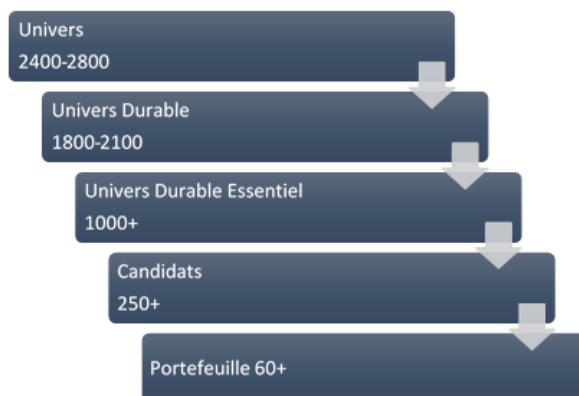 Univers
2400-2800
Univers Durable
1800-2100
Univers Durable Essentiel
1000+
Candidats
250+
Portefeuille 60+